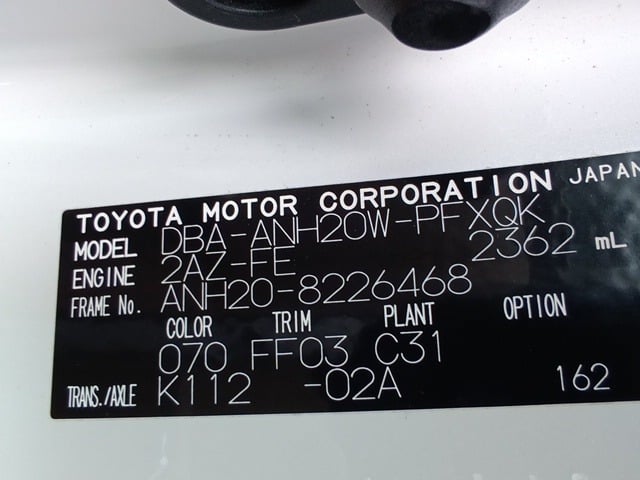 TOYOTA MOTOR CORPORATION JAPAN
MODEL DBA-ANH20W-PFXQK
ENGINE 2AZ-FE 2362 mL
FRAME No. ANH20-8226468
COLOR TRIM PLANT OPTION
070 FF03 C31
TRANS./AXLE K112 -02A 162